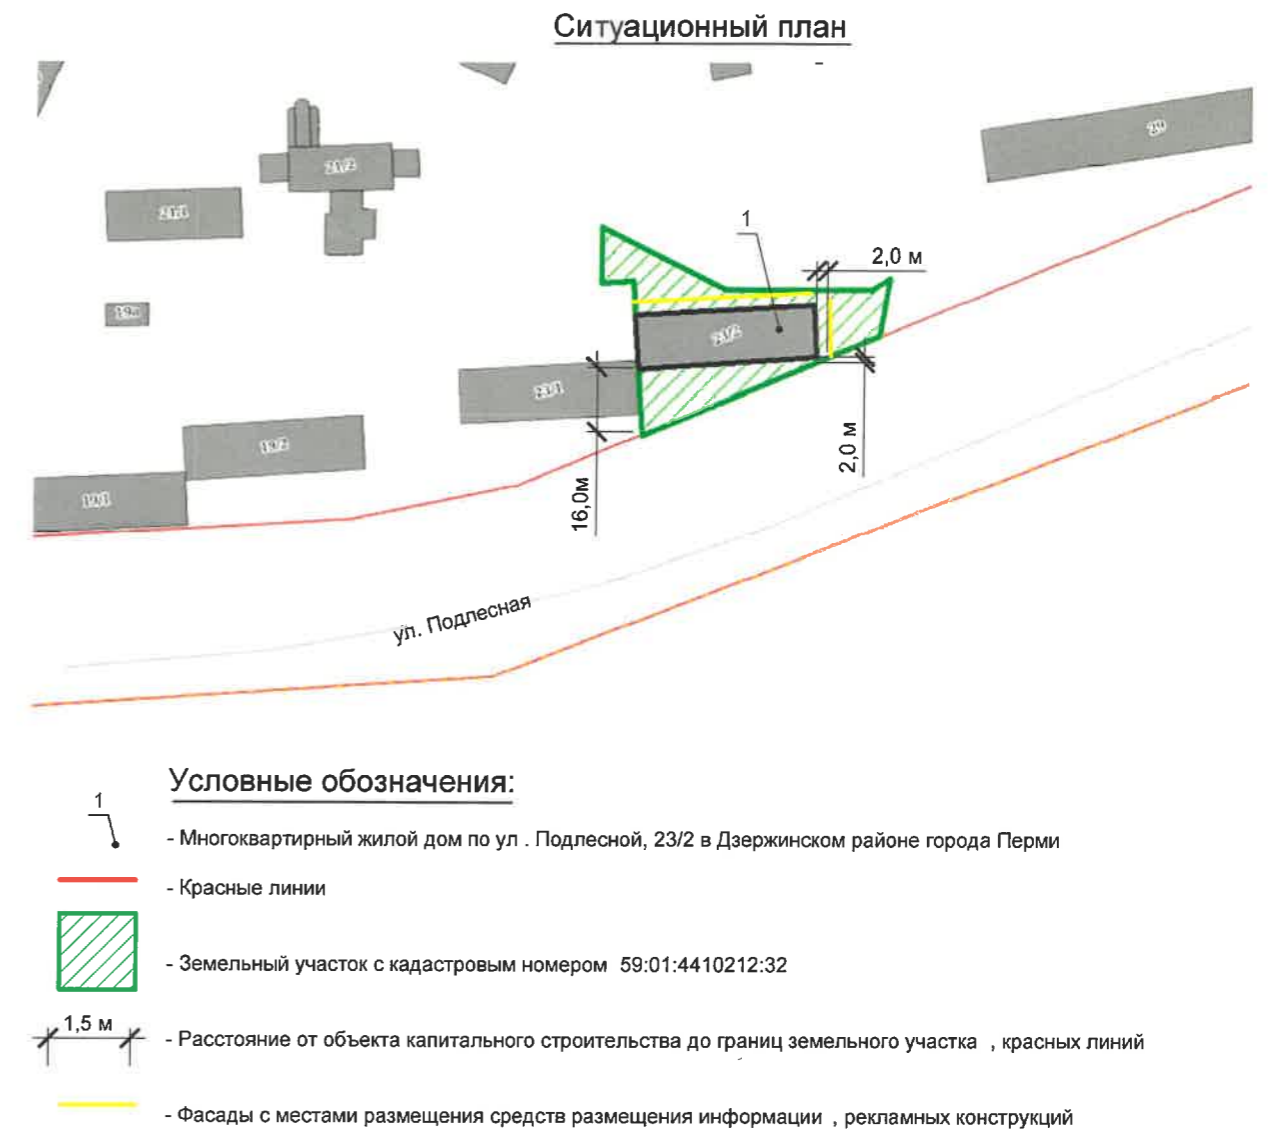 Ситуационный план
29
21/2
21/1
1
2,0 м
19а
23/2
23/1
19/2
2,0 м
16,0м
19/1
ул. Подлесная
Условные обозначения:
1
- Многоквартирный жилой дом по ул . Подлесной, 23/2 в Дзержинском районе города Перми
- Красные линии
- Земельный участок с кадастровым номером 59:01:4410212:32
1,5 м
- Расстояние от объекта капитального строительства до границ земельного участка , красных линий
- Фасады с местами размещения средств размещения информации , рекламных конструкций